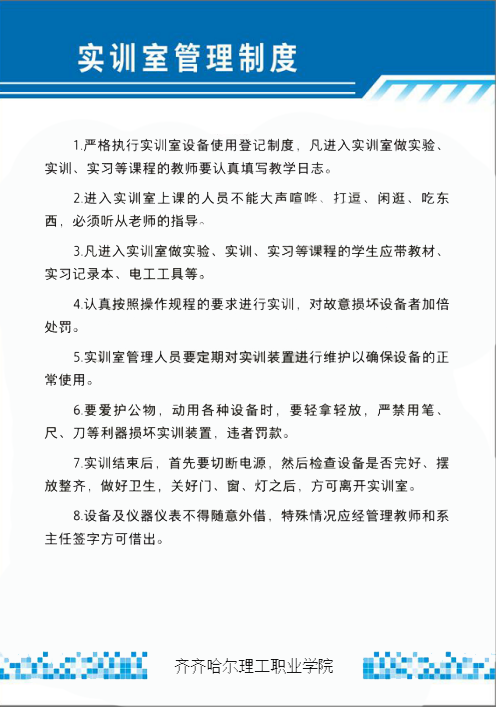 实训室管理制度
1.严格执行实训室设备使用登记制度，凡进入实训室做实验、
实训、实习等课程的教师要认真填写教学日志。
2.进入实训室上课的人员不能大声喧哗、打逗、闲逛、吃东
西，必须听从老师的指导。
3.凡进入实训室做实验、实训、实习等课程的学生应带教材、
实习记录本、电工工具等。
4.认真按照操作规程的要求进行实训，对故意损坏设备者加倍
处罚。
5.实训室管理人员要定期对实训装置进行维护以确保设备的正
常使用。
6.要爱护公物，动用各种设备时，要轻拿轻放，严禁用笔、
尺、刀等利器损坏实训装置，违者罚款。
7.实训结束后，首先要切断电源，然后检查设备是否完好、摆
放整齐，做好卫生，关好门、窗、灯之后，方可离开实训室。
8.设备及仪器仪表不得随意外借，特殊情况应经管理教师和系
主任签字方可借出。
齐齐哈尔理工职业学院